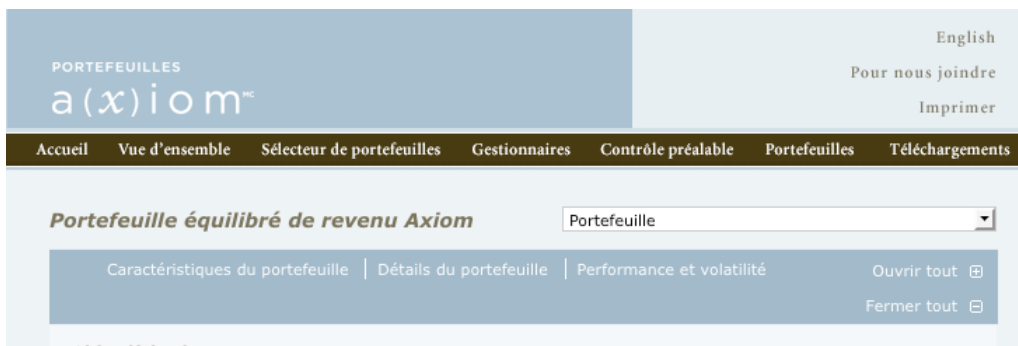 English
PORTEFEUILLES
Pour nous joindre
a(x)iom MC
Imprimer
Accueil Vue d'ensemble Sélecteur de portefeuilles Gestionnaires Contrôle préalable Portefeuilles Téléchargements
Portefeuille équilibré de revenu Axiom Portefeuille
Caractéristiques du portefeuille | Détails du portefeuille | Performance et volatilité Ouvrir tout
Fermer tout